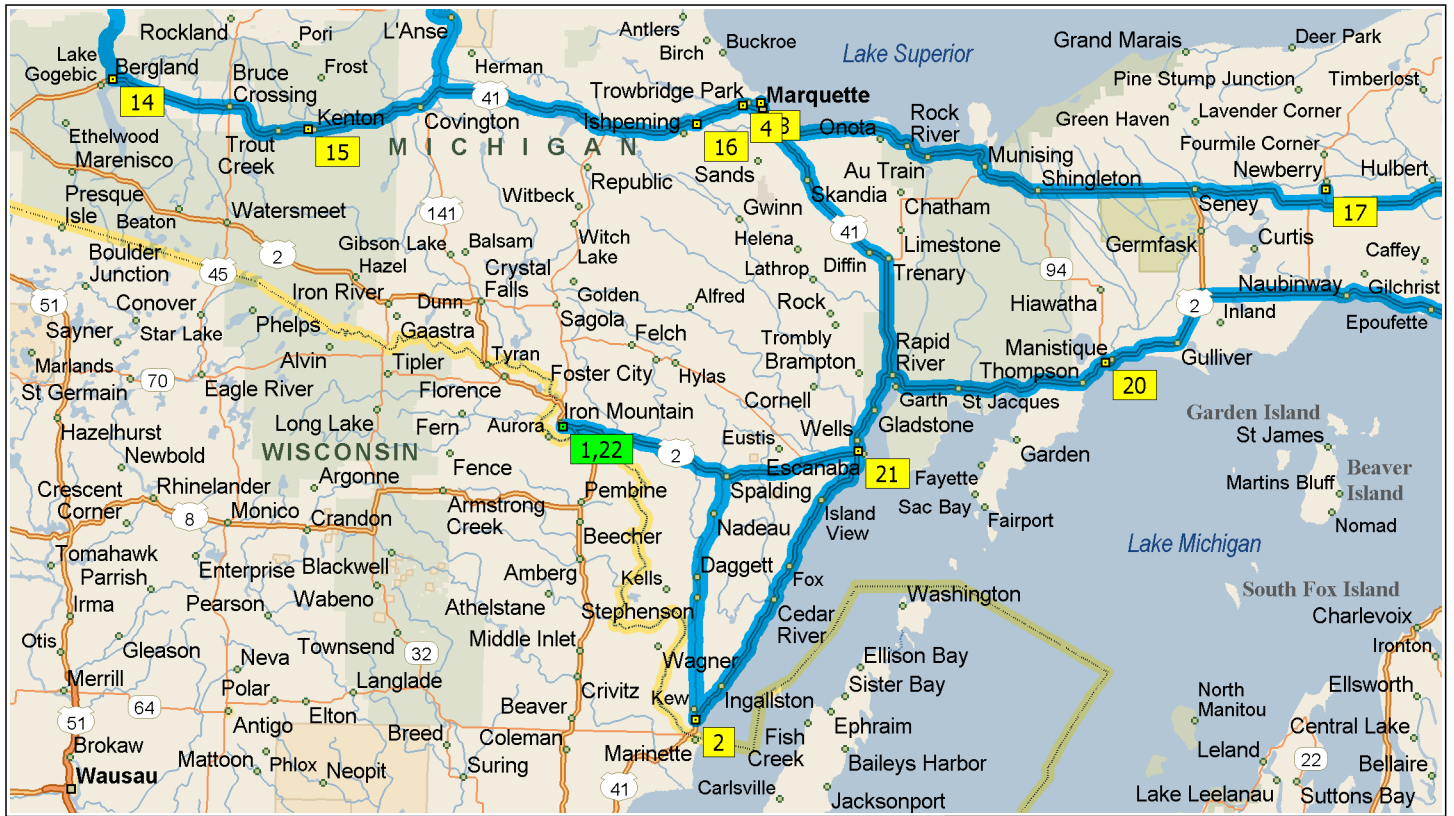 Rockland
Pori
L'Anse
Antlers
Birch
Buckroe
Lake Superior
Grand Marais
Deer Park
Lake
Gogebic
Bergland
Bruce
Crossing
Frost
Herman
Trowbridge Park
Marquette
Pine Stump Junction
Timberlost
14
Kenton
41
Covington
Ishpeming
4
3
Onota
Rock
River
Green Haven
Lavender Corner
Ethelwood
Marenisco
Trout
Creek
15
MICHIGAN
16
Sands
Au Train
Munising
Shingleton
Fourmile Corner
Newberry
Hulbert
Presque
Isle
Beaton
Watersmeet
141
Witbeck
Republic
Gwinn
Skandia
Chatham
Seney
17
Boulder
Junction
45
2
Gibson Lake
Hazel
Balsam
Witch
Lake
Helena
41
Limestone
Germfask
Curtis
Caffey
51
Conover
Iron River
Crystal
Falls
Lathrop
Diffin
Trenary
94
Naubinway
Gilchrist
Sayner
Star Lake
Phelps
Dunn
Golden
Sagola
Alfred
Rock
Hiawatha
2
Inland
Epoufette
Gaastra
Felch
Trombly
Brampton
Rapid
River
Manistique
Thompson
Gulliver
Marlands
St Germain
70
Eagle River
Alvin
Tipler
Tyran
Florence
Foster City
Hylas
Cornell
Garth
St Jacques
20
Long Lake
Fern
Aurora
Iron Mountain
1,22
2
Eustis
Wells
Gladstone
Garden Island
St James
Hazelhurst
Newbold
WISCONSIN
Fence
Escanaba
21
Fayette
Garden
Beaver
Island
Martins Bluff
Crescent
Corner
Rhinelander
Argonne
Pembine
Spalding
Sac Bay
Fairport
Nomad
8
Monico
Crandon
Armstrong
Creek
Beecher
Nadeau
Island
View
Lake Michigan
Tomahawk
Parrish
Enterprise
Blackwell
Amberg
Kells
Daggett
Fox
Washington
South Fox Island
Irma
Pearson
Wabeno
Athelstane
Stephenson
Cedar
River
Charlevoix
Otis
Gleason
Neva
Townsend
32
Middle Inlet
Wagner
Ellison Bay
Ironton
Merrill
64
Polar
Langlade
Crivitz
Kew
Ingallston
Sister Bay
North
Manitou
Ellsworth
51
Antigo
Elton
Beaver
Ephraim
Central Lake
Brokaw
Mattoon
Phlox
Neopit
Breed
Coleman
Suring
Marinette
2
Fish
Creek
Baileys Harbor
Leland
22
Bellaire
Wausau
41
Carlsville
Jacksonport
Lake Leelanau
Suttons Bay